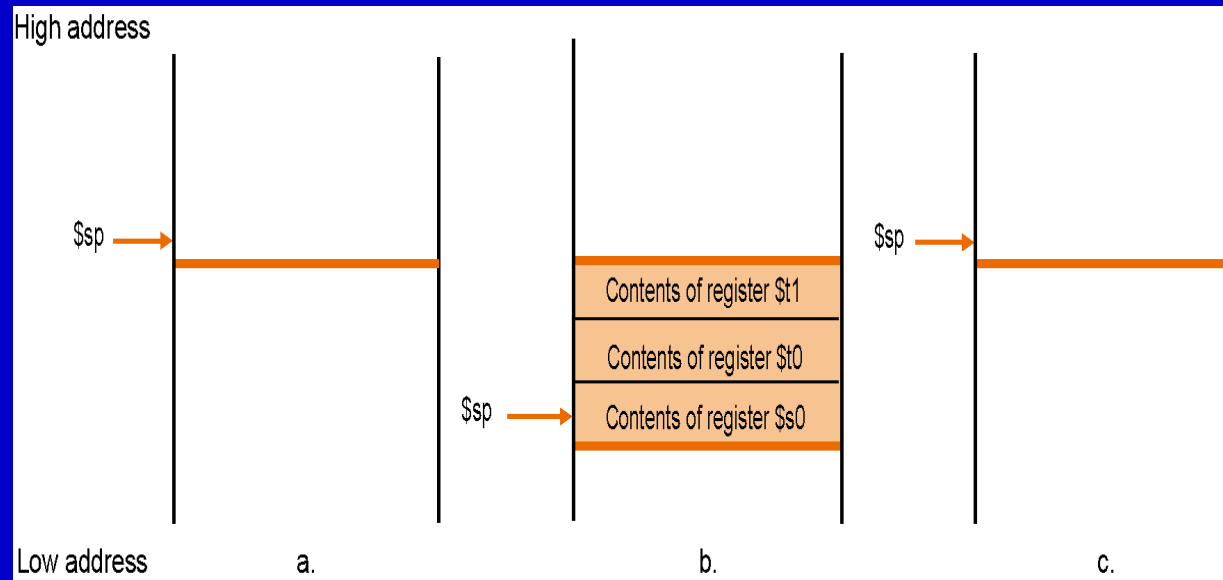 High address
$sp
$sp
Contents of register $t1
Contents of register $t0
$sp
Contents of register $s0
Low address
a.
b.
c.